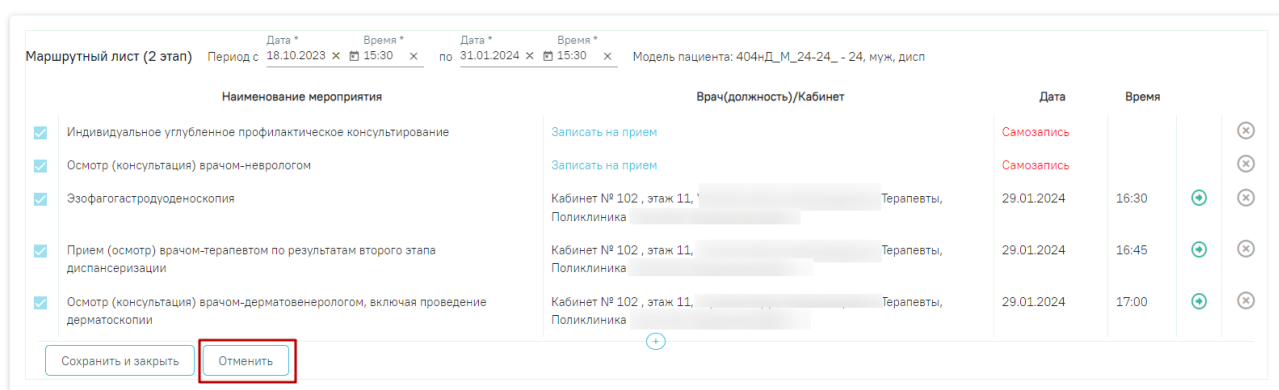 Дата * Время * Дата * Время *
Маршрутный лист (2 этап) Период с 18.10.2023 15:30 по 31.01.2024 15:30 Модель пациента: 404нД_М_24-24_ - 24, муж, дисп
Наименование мероприятия Врач(должность)/Кабинет Дата Время
Индивидуальное углубленное профилактическое консультирование Записать на прием Самозапись
Осмотр (консультация) врачом-неврологом Записать на прием Самозапись
Эзофагогастродуоденоскопия Кабинет № 102 , этаж 11, Терапевты, 29.01.2024 16:30
Поликлиника
Прием (осмотр) врачом-терапевтом по результатам второго этапа Кабинет № 102 , этаж 11, Терапевты, 29.01.2024 16:45
диспансеризации Поликлиника
Осмотр (консультация) врачом-дерматовенерологом, включая проведение Кабинет № 102 , этаж 11, Терапевты, 29.01.2024 17:00
дерматоскопии Поликлиника
Сохранить и закрыть Отменить